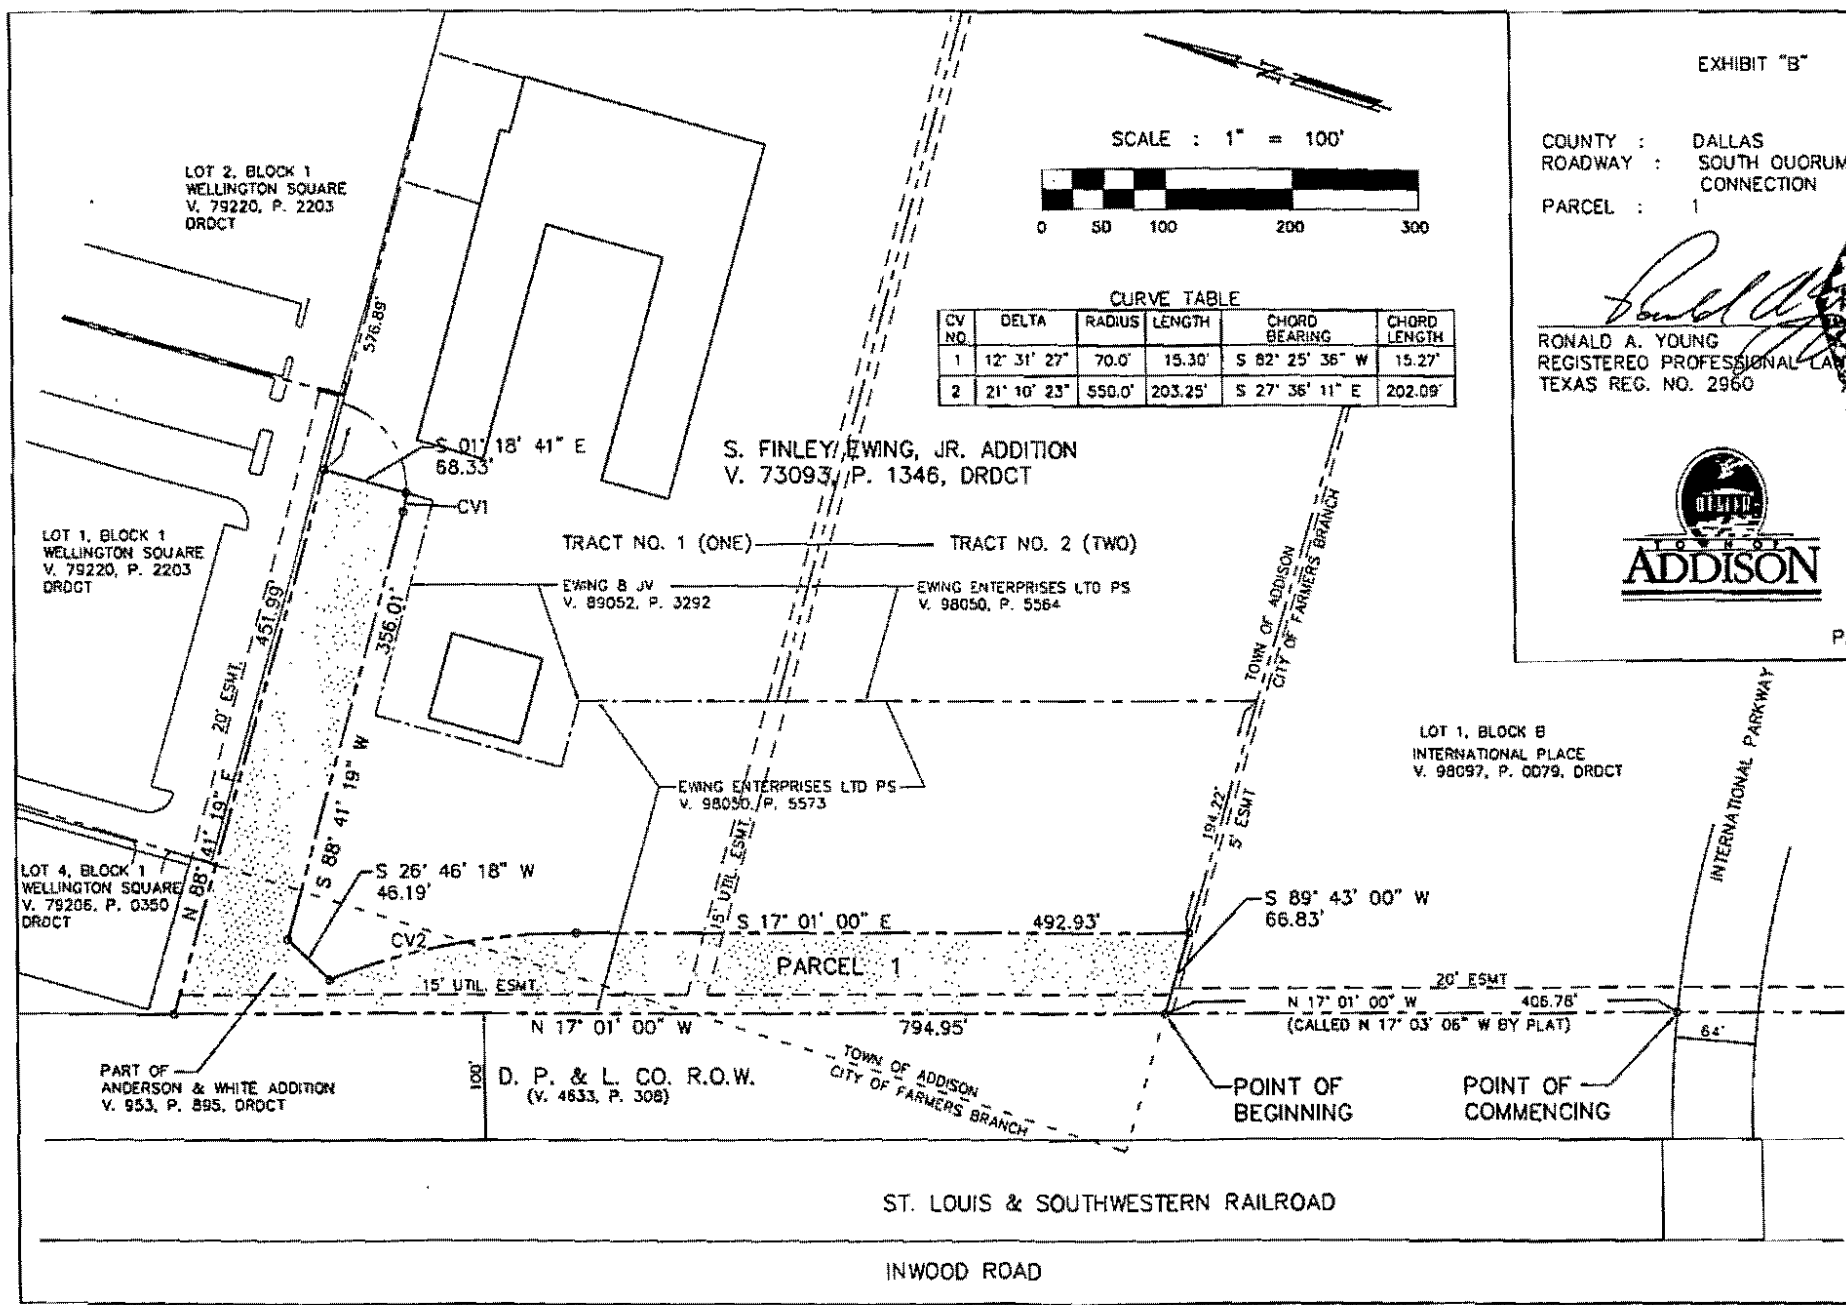 EXHIBIT "B"
COUNTY : DALLAS
ROADWAY : SOUTH QUORUM
CONNECTION
PARCEL : 1
RONALD A. YOUNG
REGISTERED PROFESSIONAL
TEXAS REG. NO. 2960
TOWN OF
ADDISON
N
SCALE : 1" = 100'
0 50 100 200 300
CURVE TABLE
CV NO. DELTA RADIUS LENGTH CHORD BEARING CHORD LENGTH
1 12° 31' 27" 70.0' 15.30' S 82° 25' 36" W 15.27'
2 21° 10' 23" 550.0' 203.25' S 27° 36' 11" E 202.09'
LOT 2, BLOCK 1
WELLINGTON SQUARE
V. 79220, P. 2203
DRDCT
576.89'
S 01° 18' 41" E
68.33'
CV1
S. FINLEY EWING, JR. ADDITION
V. 73093, P. 1346, DRDCT
LOT 1, BLOCK 1
WELLINGTON SQUARE
V. 79220, P. 2203
DRDCT
TRACT NO. 1 (ONE)
TRACT NO. 2 (TWO)
EWING 8 JV
V. 89052, P. 3292
EWING ENTERPRISES LTD PS
V. 98050, P. 5564
451.99'
20' ESMT.
356.01'
N 88° 41' 19" E
S 88° 41' 19" W
TOWN OF ADDISON
CITY OF FARMERS BRANCH
LOT 1, BLOCK B
INTERNATIONAL PLACE
V. 98097, P. 0079, DRDCT
INTERNATIONAL PARKWAY
EWING ENTERPRISES LTD PS
V. 98050, P. 5573
194.22'
5' ESMT
15' UTIL. ESMT.
LOT 4, BLOCK 1
WELLINGTON SQUARE
V. 79206, P. 0350
DRDCT
S 26° 46' 18" W
46.19'
S 89° 43' 00" W
66.83'
CV2
S 17° 01' 00" E 492.93'
PARCEL 1
15' UTIL. ESMT.
20' ESMT
N 17° 01' 00" W 406.78'
(CALLED N 17° 03' 06" W BY PLAT)
64'
N 17° 01' 00" W 794.95'
PART OF
ANDERSON & WHITE ADDITION
V. 953, P. 895, DRDCT
100'
D. P. & L. CO. R.O.W.
(V. 4633, P. 308)
TOWN OF ADDISON
CITY OF FARMERS BRANCH
POINT OF
BEGINNING
POINT OF
COMMENCING
ST. LOUIS & SOUTHWESTERN RAILROAD
INWOOD ROAD